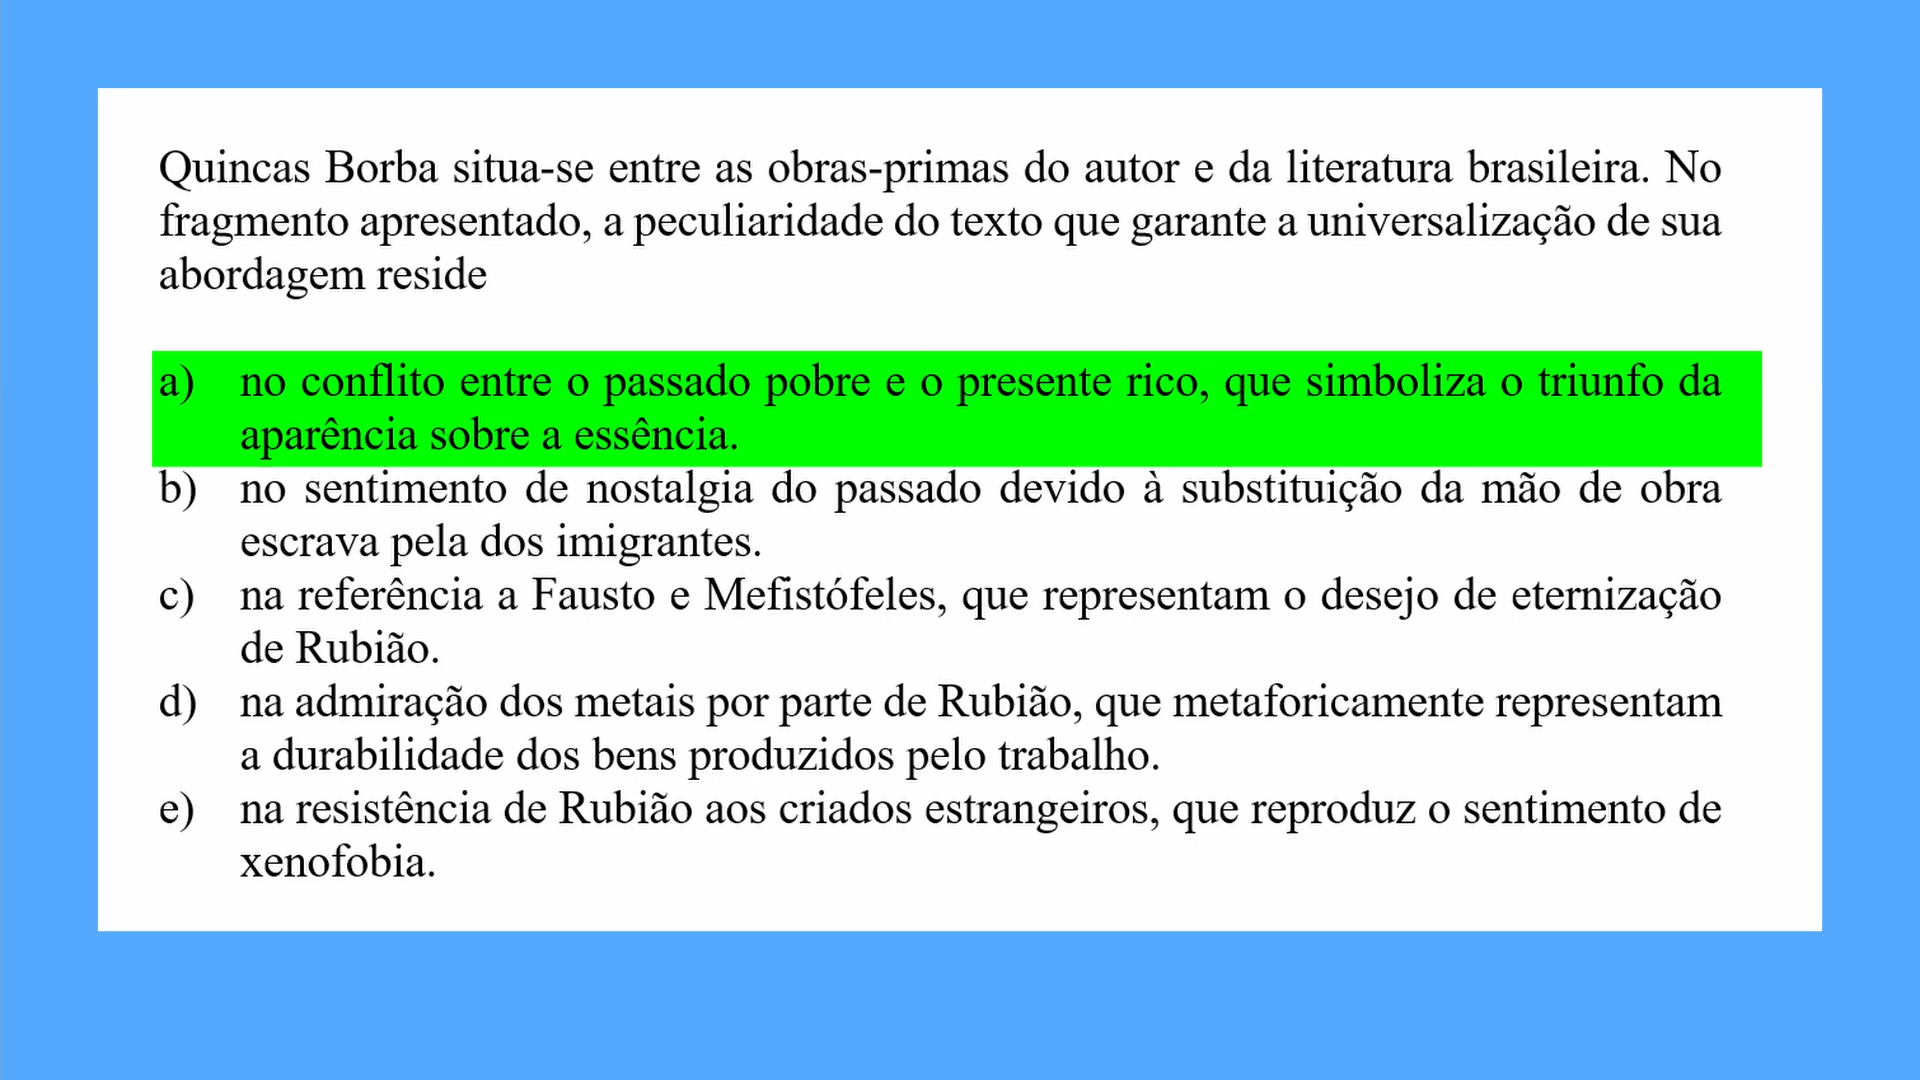 Quincas Borba situa-se entre as obras-primas do autor e da literatura brasileira. No
fragmento apresentado, a peculiaridade do texto que garante a universalização de sua
abordagem reside
a) no conflito entre o passado pobre e o presente rico, que simboliza o triunfo da
aparência sobre a essência.
b) no sentimento de nostalgia do passado devido à substituição da mão de obra
escrava pela dos imigrantes.
c) na referência a Fausto e Mefistófeles, que representam o desejo de eternização
de Rubião.
d) na admiração dos metais por parte de Rubião, que metaforicamente representam
a durabilidade dos bens produzidos pelo trabalho.
e) na resistência de Rubião aos criados estrangeiros, que reproduz o sentimento de
xenofobia.